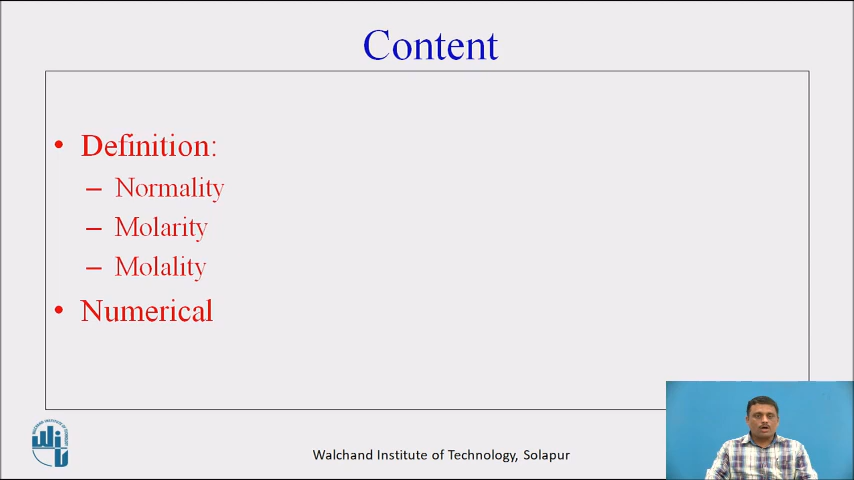 Content
• Definition:
– Normality
– Molarity
– Molality
• Numerical
Walchand Institute of Technology, Solapur